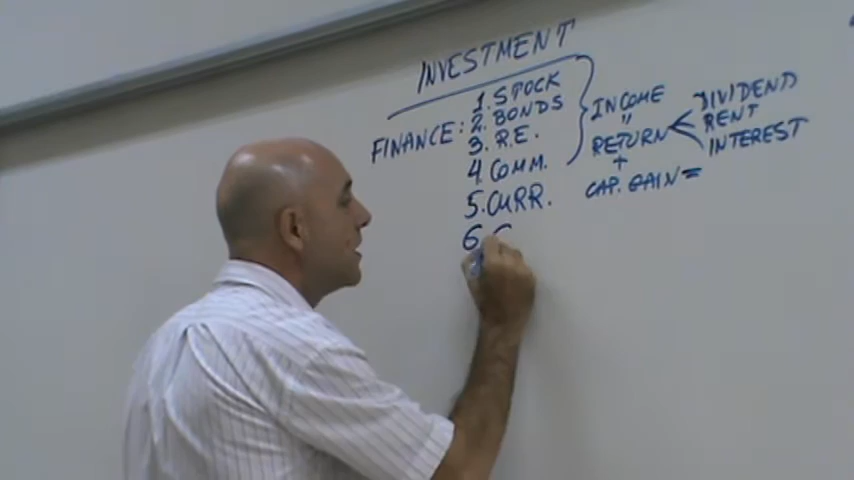 INVESTMENT
FINANCE:
1. STOCK
2. BONDS
3. R.E.
4. COMM.
5. CURR.
6. C
INCOME
"
RETURN
+
CAP. GAIN =
DIVIDEND
RENT
INTEREST